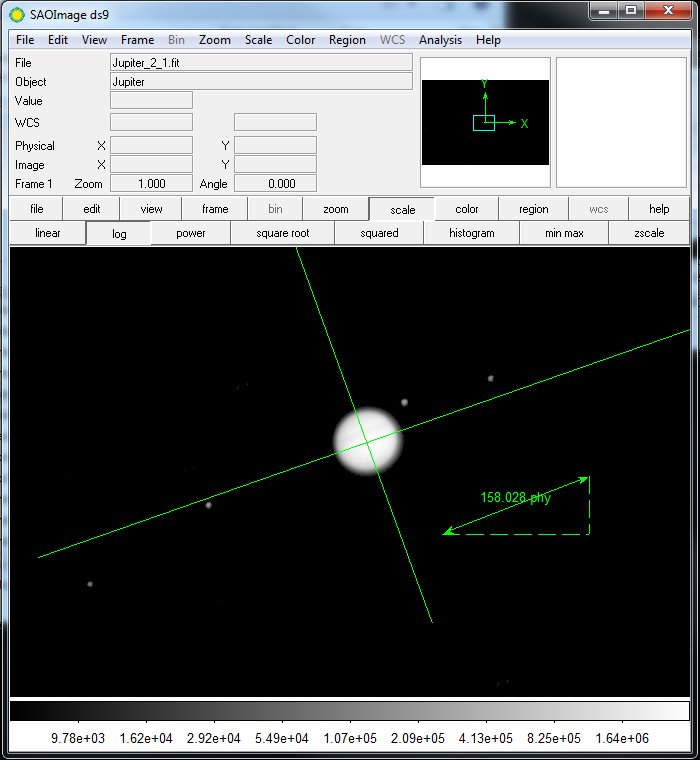 SAOImage ds9
File Edit View Frame Bin Zoom Scale Color Region WCS Analysis Help
File Jupiter_2_1.fit
Object Jupiter
Value
WCS
Physical X Y
Image X Y
Frame 1 Zoom 1.000 Angle 0.000
Y
X
file edit view frame bin zoom scale color region wcs help
linear log power square root squared histogram min max zscale
158.028 phy
9.78e+03 1.62e+04 2.92e+04 5.49e+04 1.07e+05 2.09e+05 4.13e+05 8.25e+05 1.64e+06